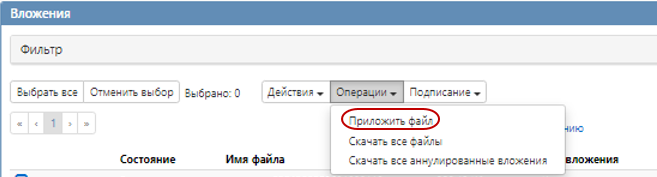 Вложения
Фильтр
Выбрать все Отменить выбор Выбрано: 0 Действия Операции Подписание
« ‹ 1 › »
Приложить файл
нию
Скачать все файлы
Состояние Имя файла вложения
Скачать все аннулированные вложения